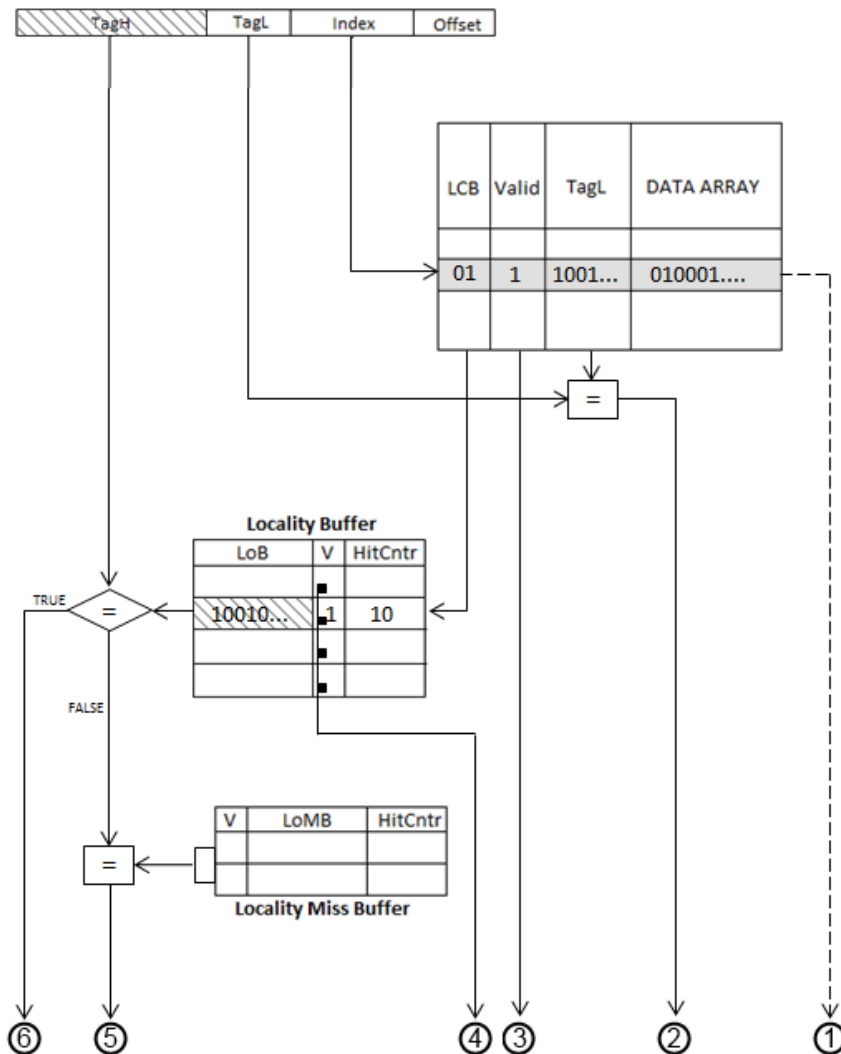 TagH TagL Index Offset
LCB Valid TagL DATA ARRAY
01 1 1001... 010001....
=
Locality Buffer
LoB V HitCntr
TRUE
= 10010... 1 10
FALSE
V LoMB HitCntr
=
Locality Miss Buffer
6 5 4 3 2 1